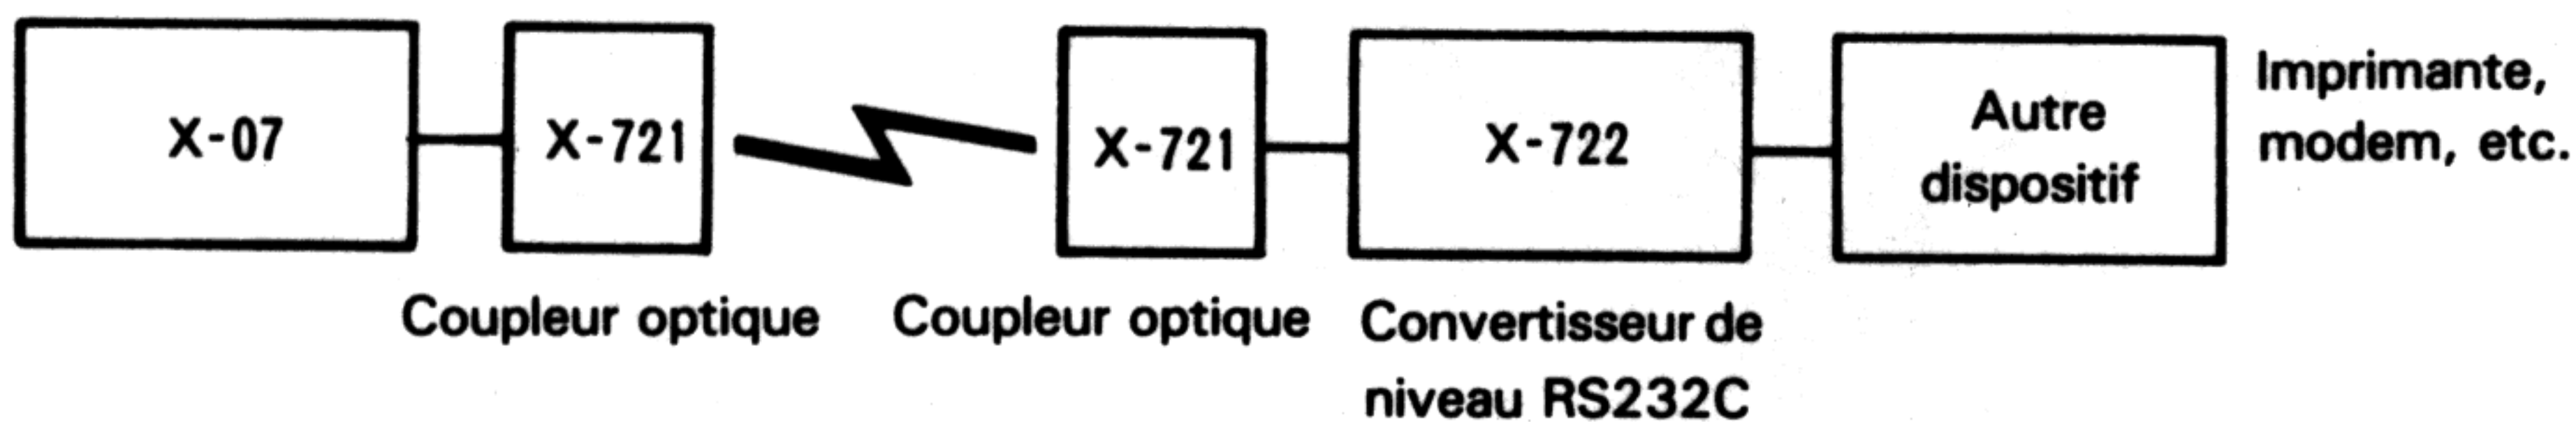 X-07
X-721
X-721
X-722
Autre
dispositif
Imprimante,
modem, etc.
Coupleur optique
Coupleur optique
Convertisseur de
niveau RS232C